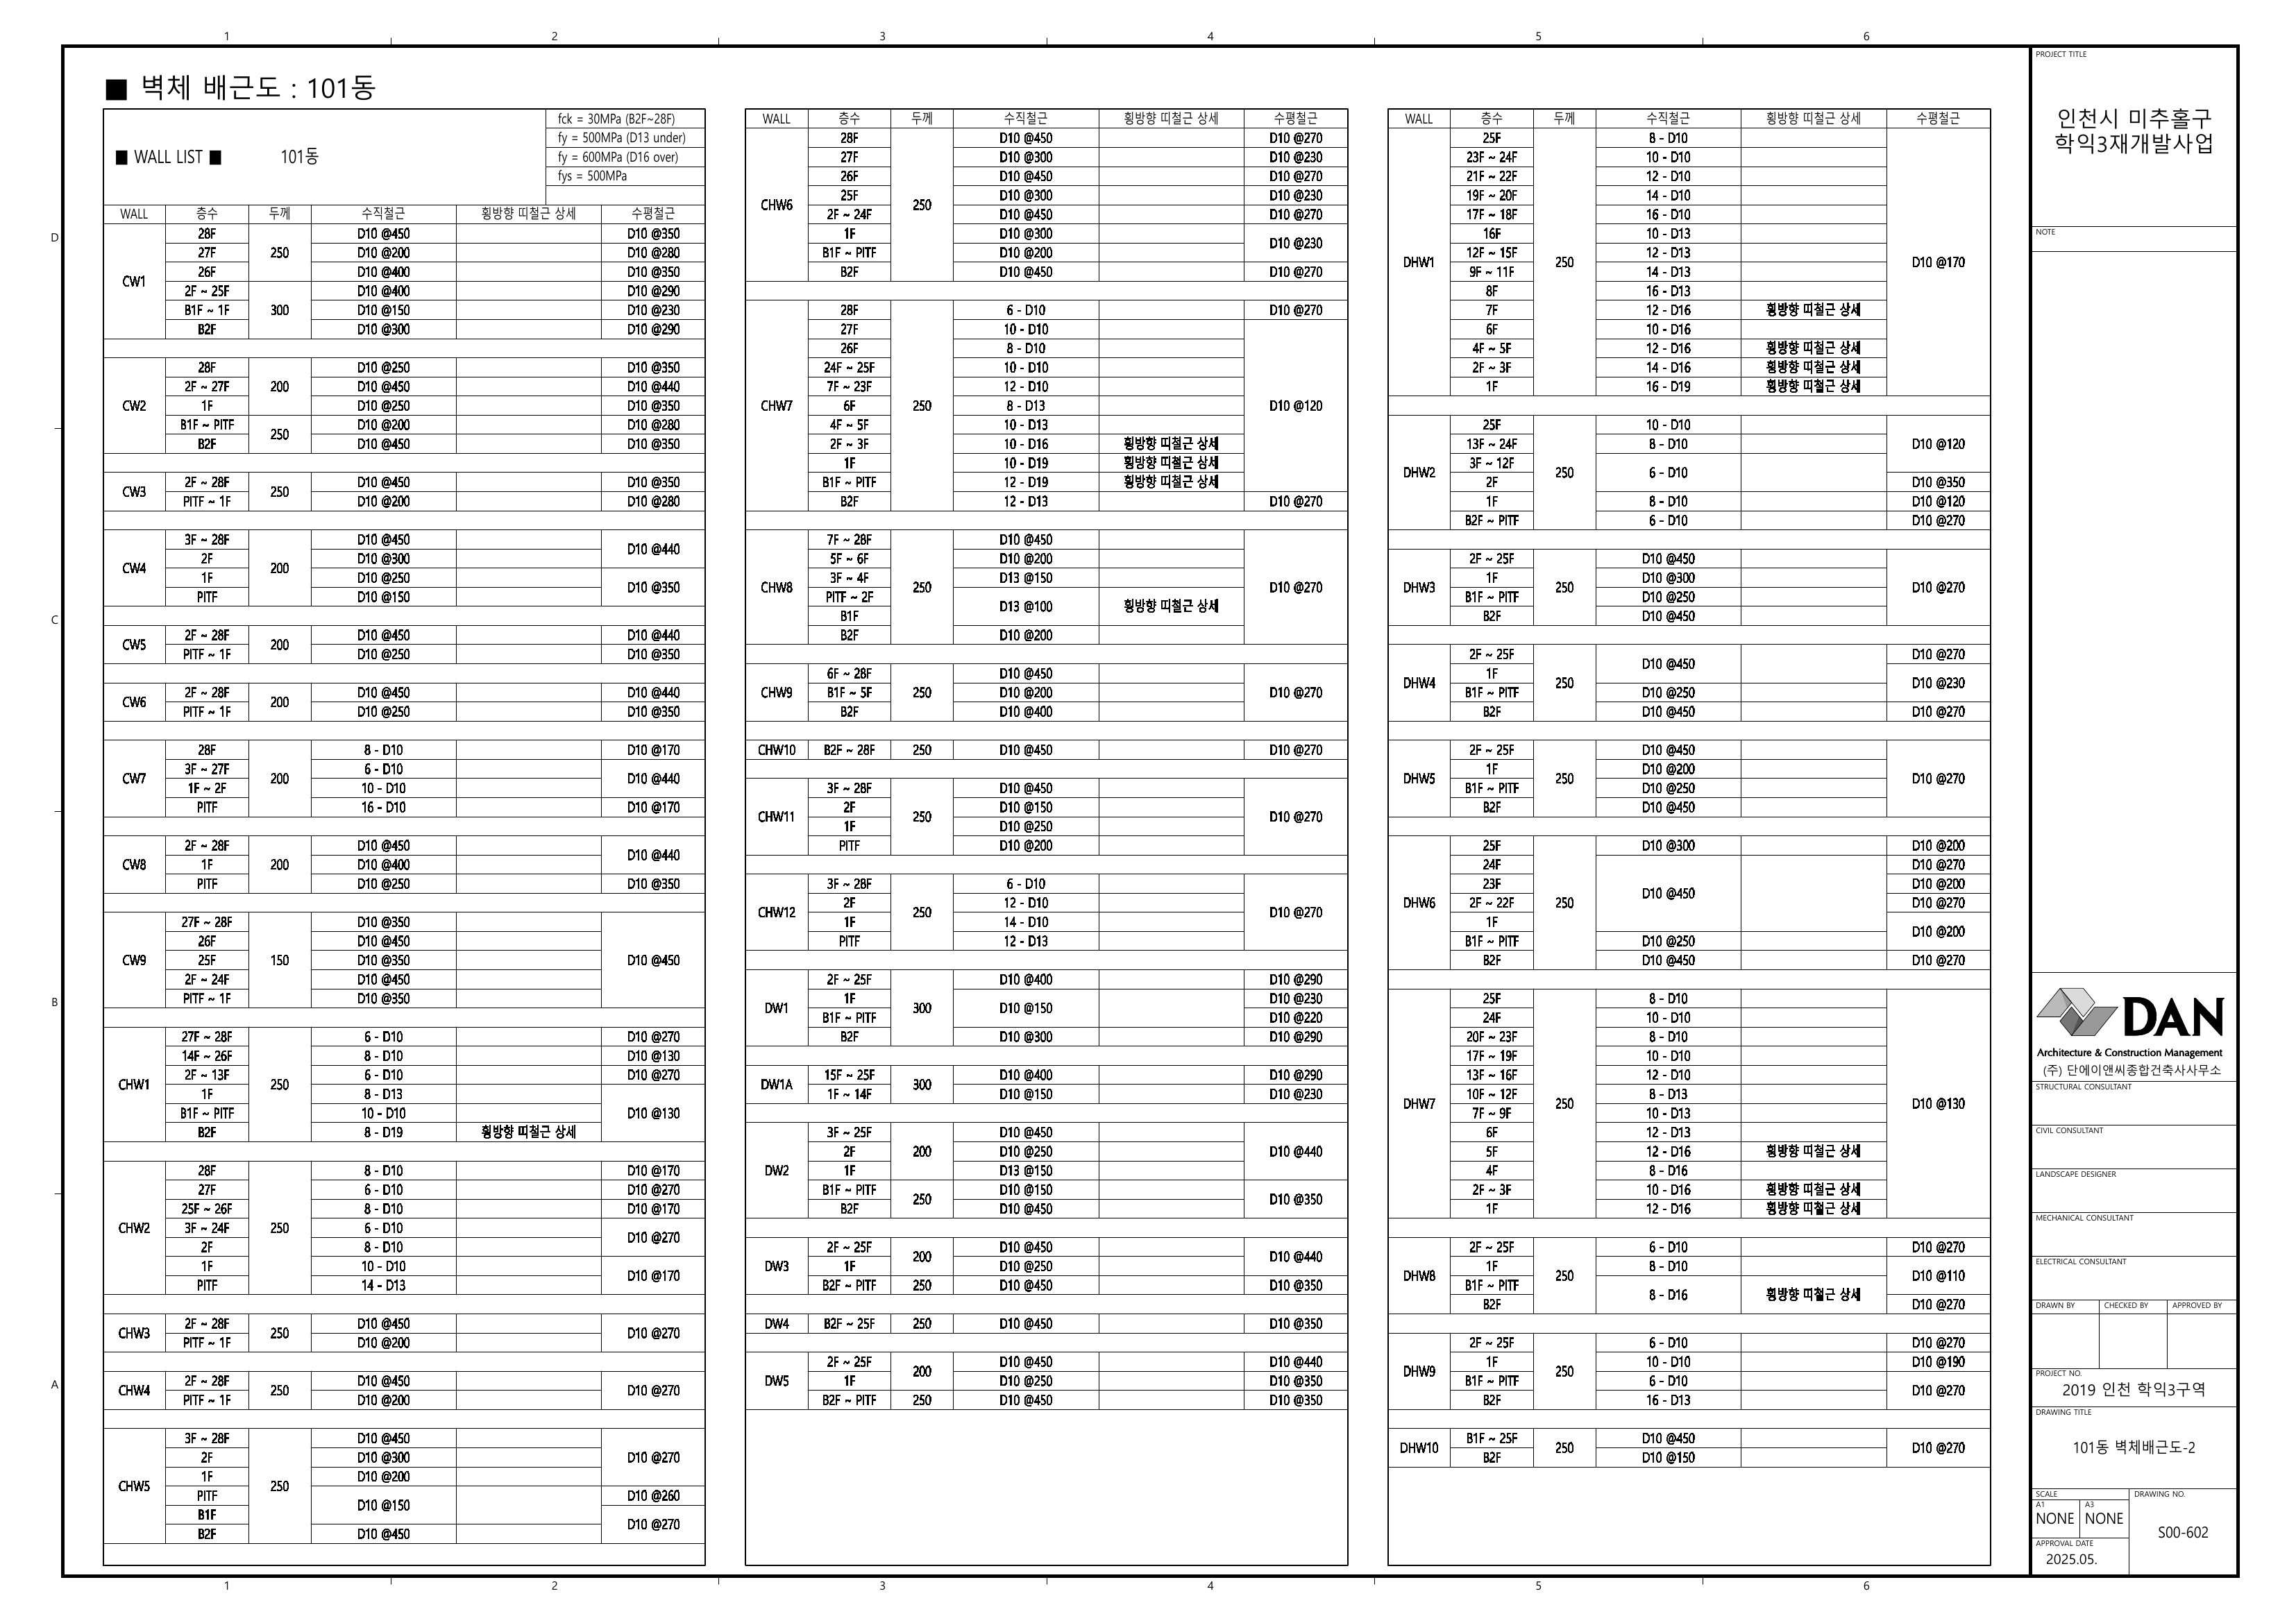 1 2 3 4 5 6
■ 벽체 배근도 : 101동
■ WALL LIST ■ 101동
fck = 30MPa (B2F~28F)
fy = 500MPa (D13 under)
fy = 600MPa (D16 over)
fys = 500MPa
WALL 층수 두께 수직철근 횡방향 띠철근 상세 수평철근
CW1
28F D10 @450 D10 @350
27F 250 D10 @200 D10 @280
26F D10 @400 D10 @350
2F ~ 25F D10 @400 D10 @290
B1F ~ 1F 300 D10 @150 D10 @230
B2F D10 @300 D10 @290
CW2
28F D10 @250 D10 @350
2F ~ 27F 200 D10 @450 D10 @440
1F D10 @250 D10 @350
B1F ~ PITF 250 D10 @200 D10 @280
B2F D10 @450 D10 @350
CW3 250
2F ~ 28F D10 @450 D10 @350
PITF ~ 1F D10 @200 D10 @280
CW4 200
3F ~ 28F D10 @450 D10 @440
2F D10 @300
1F D10 @250 D10 @350
PITF D10 @150
CW5 200
2F ~ 28F D10 @450 D10 @440
PITF ~ 1F D10 @250 D10 @350
CW6 200
2F ~ 28F D10 @450 D10 @440
PITF ~ 1F D10 @250 D10 @350
CW7 200
28F 8 - D10 D10 @170
3F ~ 27F 6 - D10 D10 @440
1F ~ 2F 10 - D10
PITF 16 - D10 D10 @170
CW8 200
2F ~ 28F D10 @450 D10 @440
1F D10 @400
PITF D10 @250 D10 @350
CW9 150
27F ~ 28F D10 @350
26F D10 @450
25F D10 @350 D10 @450
2F ~ 24F D10 @450
PITF ~ 1F D10 @350
CHW1 250
27F ~ 28F 6 - D10 D10 @270
14F ~ 26F 8 - D10 D10 @130
2F ~ 13F 6 - D10 D10 @270
1F 8 - D13
B1F ~ PITF 10 - D10 D10 @130
B2F 8 - D19 횡방향 띠철근 상세
CHW2 250
28F 8 - D10 D10 @170
27F 6 - D10 D10 @270
25F ~ 26F 8 - D10 D10 @170
3F ~ 24F 6 - D10 D10 @270
2F 8 - D10
1F 10 - D10 D10 @170
PITF 14 - D13
CHW3 250
2F ~ 28F D10 @450 D10 @270
PITF ~ 1F D10 @200
CHW4 250
2F ~ 28F D10 @450 D10 @270
PITF ~ 1F D10 @200
CHW5 250
3F ~ 28F D10 @450
2F D10 @300 D10 @270
1F D10 @200
PITF D10 @150 D10 @260
B1F D10 @270
B2F D10 @450
WALL 층수 두께 수직철근 횡방향 띠철근 상세 수평철근
CHW6 250
28F D10 @450 D10 @270
27F D10 @300 D10 @230
26F D10 @450 D10 @270
25F D10 @300 D10 @230
2F ~ 24F D10 @450 D10 @270
1F D10 @300 D10 @230
B1F ~ PITF D10 @200
B2F D10 @450 D10 @270
CHW7 250
28F 6 - D10 D10 @270
27F 10 - D10
26F 8 - D10
24F ~ 25F 10 - D10
7F ~ 23F 12 - D10
6F 8 - D13 D10 @120
4F ~ 5F 10 - D13
2F ~ 3F 10 - D16 횡방향 띠철근 상세
1F 10 - D19 횡방향 띠철근 상세
B1F ~ PITF 12 - D19 횡방향 띠철근 상세
B2F 12 - D13 D10 @270
CHW8 250
7F ~ 28F D10 @450
5F ~ 6F D10 @200
3F ~ 4F D13 @150 D10 @270
PITF ~ 2F D13 @100 횡방향 띠철근 상세
B1F
B2F D10 @200
CHW9 250
6F ~ 28F D10 @450
B1F ~ 5F D10 @200 D10 @270
B2F D10 @400
CHW10 B2F ~ 28F 250 D10 @450 D10 @270
CHW11 250
3F ~ 28F D10 @450
2F D10 @150 D10 @270
1F D10 @250
PITF D10 @200
CHW12 250
3F ~ 28F 6 - D10
2F 12 - D10 D10 @270
1F 14 - D10
PITF 12 - D13
DW1 300
2F ~ 25F D10 @400 D10 @290
1F D10 @150 D10 @230
B1F ~ PITF D10 @220
B2F D10 @300 D10 @290
DW1A 300
15F ~ 25F D10 @400 D10 @290
1F ~ 14F D10 @150 D10 @230
DW2
3F ~ 25F D10 @450
2F 200 D10 @250 D10 @440
1F D13 @150
B1F ~ PITF 250 D10 @150 D10 @350
B2F D10 @450
DW3
2F ~ 25F 200 D10 @450 D10 @440
1F D10 @250
B2F ~ PITF 250 D10 @450 D10 @350
DW4 B2F ~ 25F 250 D10 @450 D10 @350
DW5
2F ~ 25F 200 D10 @450 D10 @440
1F D10 @250 D10 @350
B2F ~ PITF 250 D10 @450 D10 @350
WALL 층수 두께 수직철근 횡방향 띠철근 상세 수평철근
DHW1 250
25F 8 - D10
23F ~ 24F 10 - D10
21F ~ 22F 12 - D10
19F ~ 20F 14 - D10
17F ~ 18F 16 - D10
16F 10 - D13
12F ~ 15F 12 - D13 D10 @170
9F ~ 11F 14 - D13
8F 16 - D13
7F 12 - D16 횡방향 띠철근 상세
6F 10 - D16
4F ~ 5F 12 - D16 횡방향 띠철근 상세
2F ~ 3F 14 - D16 횡방향 띠철근 상세
1F 16 - D19 횡방향 띠철근 상세
DHW2 250
25F 10 - D10
13F ~ 24F 8 - D10 D10 @120
3F ~ 12F 6 - D10
2F D10 @350
1F 8 - D10 D10 @120
B2F ~ PITF 6 - D10 D10 @270
DHW3 250
2F ~ 25F D10 @450
1F D10 @300 D10 @270
B1F ~ PITF D10 @250
B2F D10 @450
DHW4 250
2F ~ 25F D10 @450 D10 @270
1F D10 @230
B1F ~ PITF D10 @250
B2F D10 @450 D10 @270
DHW5 250
2F ~ 25F D10 @450
1F D10 @200 D10 @270
B1F ~ PITF D10 @250
B2F D10 @450
DHW6 250
25F D10 @300 D10 @200
24F D10 @270
23F D10 @450 D10 @200
2F ~ 22F D10 @270
1F D10 @200
B1F ~ PITF D10 @250
B2F D10 @450 D10 @270
DHW7 250
25F 8 - D10
24F 10 - D10
20F ~ 23F 8 - D10
17F ~ 19F 10 - D10
13F ~ 16F 12 - D10
10F ~ 12F 8 - D13 D10 @130
7F ~ 9F 10 - D13
6F 12 - D13
5F 12 - D16 횡방향 띠철근 상세
4F 8 - D16
2F ~ 3F 10 - D16 횡방향 띠철근 상세
1F 12 - D16 횡방향 띠철근 상세
DHW8 250
2F ~ 25F 6 - D10 D10 @270
1F 8 - D10 D10 @110
B1F ~ PITF 8 - D16 횡방향 띠철근 상세
B2F D10 @270
DHW9 250
2F ~ 25F 6 - D10 D10 @270
1F 10 - D10 D10 @190
B1F ~ PITF 6 - D10 D10 @270
B2F 16 - D13
DHW10 250
B1F ~ 25F D10 @450 D10 @270
B2F D10 @150
D
C
B
A
PROJECT TITLE
인천시 미추홀구
학익3재개발사업
NOTE
DAN
Architecture & Construction Management
(주) 단에이앤씨종합건축사사무소
STRUCTURAL CONSULTANT
CIVIL CONSULTANT
LANDSCAPE DESIGNER
MECHANICAL CONSULTANT
ELECTRICAL CONSULTANT
DRAWN BY CHECKED BY APPROVED BY
PROJECT NO.
2019 인천 학익3구역
DRAWING TITLE
101동 벽체배근도-2
SCALE DRAWING NO.
A1 A3
NONE NONE
S00-602
APPROVAL DATE
2025.05.
1 2 3 4 5 6